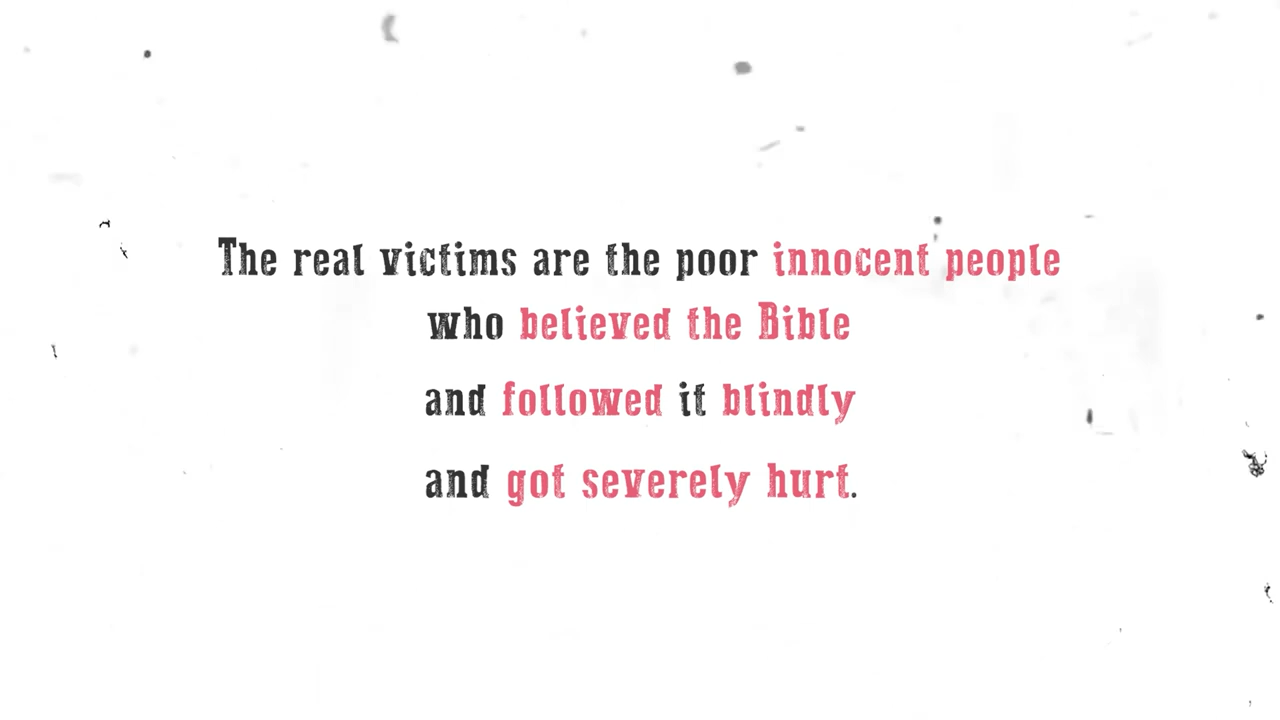 The real victims are the poor innocent people
who believed the Bible
and followed it blindly
and got severely hurt.